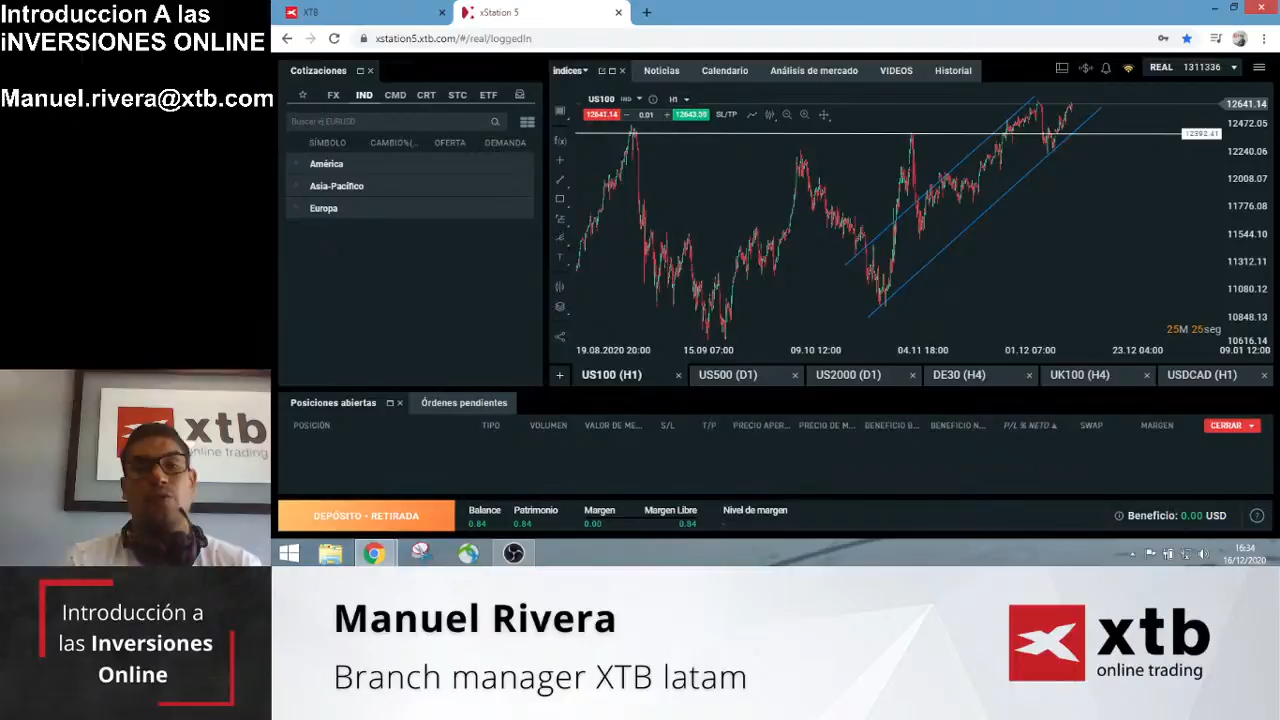 Introduccion A las
iNVERSIONES ONLINE
Manuel.rivera@xtb.com
XTB
xStation 5
xstation5.xtb.com/#/real/loggedIn
Cotizaciones
Índices
Noticias
Calendario
Análisis de mercado
VIDEOS
Historial
REAL
1311336
FX
IND
CMD
CRT
STC
ETF
US100
IND
H1
12641.14
0.01
SL/TP
SÍMBOLO
CAMBIO%(...
OFERTA
DEMANDA
América
Asia-Pacífico
Europa
12641.14
12472.05
12392.41
12240.06
12008.07
11776.08
11544.10
11312.11
11080.12
10848.13
10616.14
25M 25seg
19.08.2020 20:00
15.09 07:00
09.10 12:00
04.11 18:00
01.12 07:00
23.12 04:00
09.01 12:00
US100 (H1)
US500 (D1)
US2000 (D1)
DE30 (H4)
UK100 (H4)
USDCAD (H1)
Posiciones abiertas
Órdenes pendientes
POSICIÓN
TIPO
VOLUMEN
VALOR DE ME...
S/L
T/P
PRECIO APER...
PRECIO DE M...
BENEFICIO B...
BENEFICIO N...
P/L % NETO
SWAP
MARGEN
CERRAR
DEPÓSITO - RETIRADA
Balance
0.84
Patrimonio
0.84
Margen
0.00
Margen Libre
0.84
Nivel de margen
-
Beneficio: 0.00 USD
16:34
16/12/2020
xtb
online trading
Introducción a
las Inversiones
Online
Manuel Rivera
Branch manager XTB latam
xtb
online trading